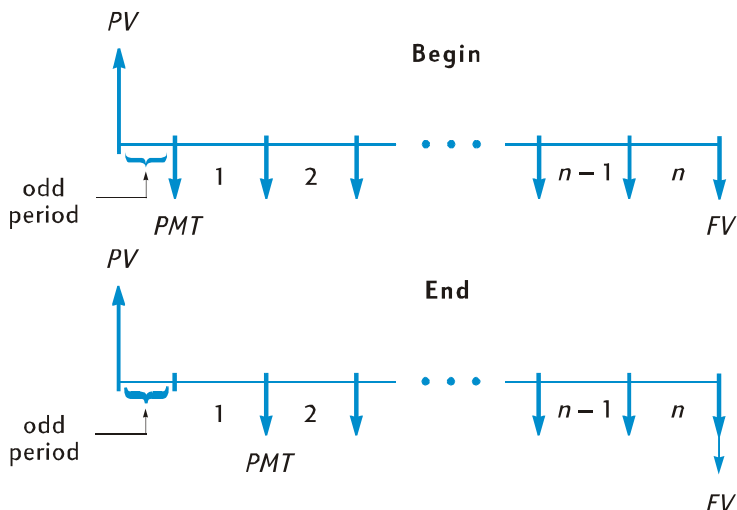 PV
Begin
1 2 n – 1 n
odd
period
PMT FV
PV
End
1 2 n – 1 n
odd
period
PMT
FV